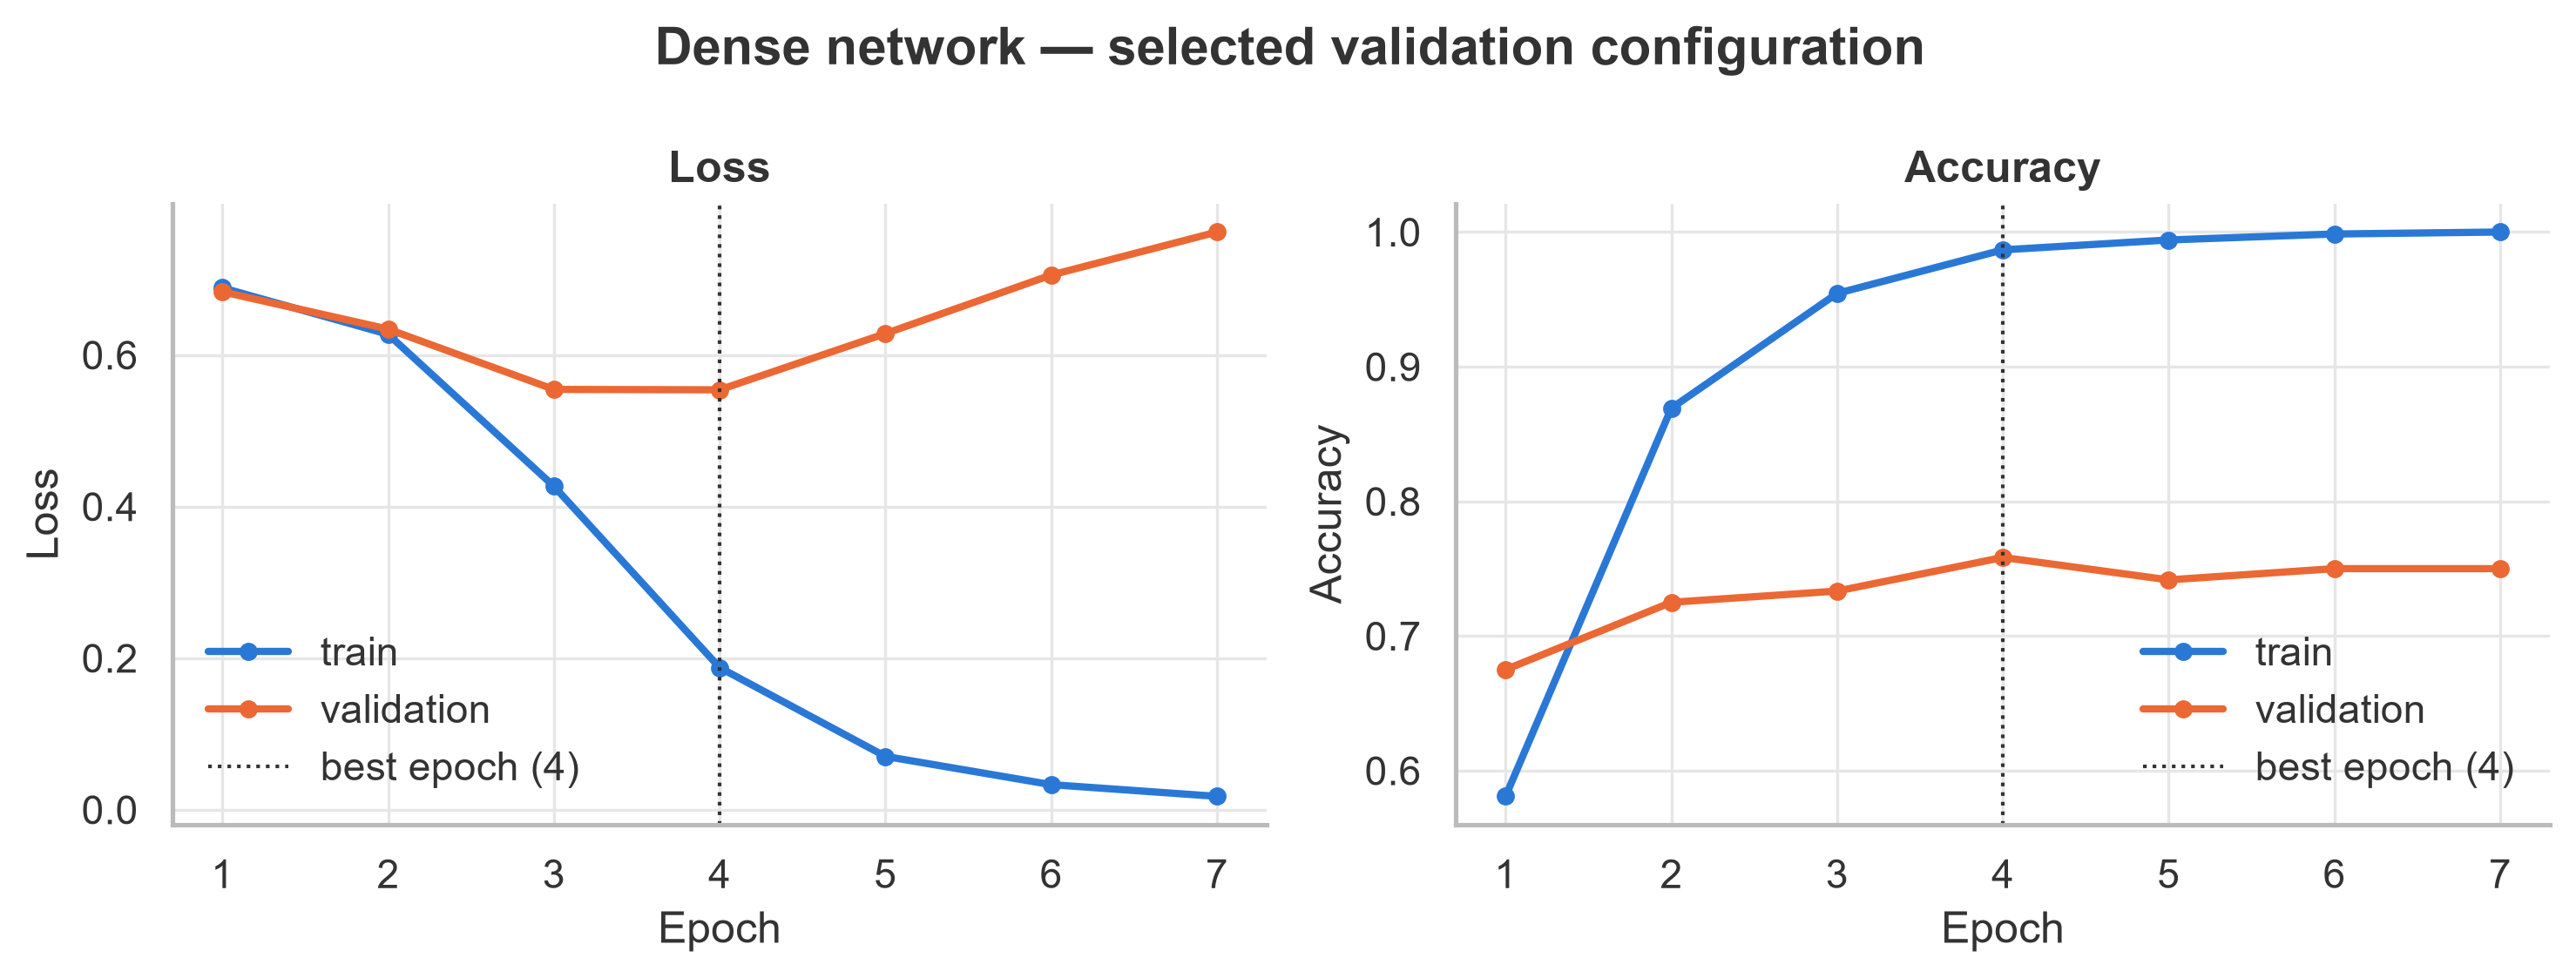 Dense network — selected validation configuration
Loss
Loss
0.6
0.4
0.2
0.0
train
validation
best epoch (4)
1 2 3 4 5 6 7
Epoch
Accuracy
Accuracy
1.0
0.9
0.8
0.7
0.6
train
validation
best epoch (4)
1 2 3 4 5 6 7
Epoch